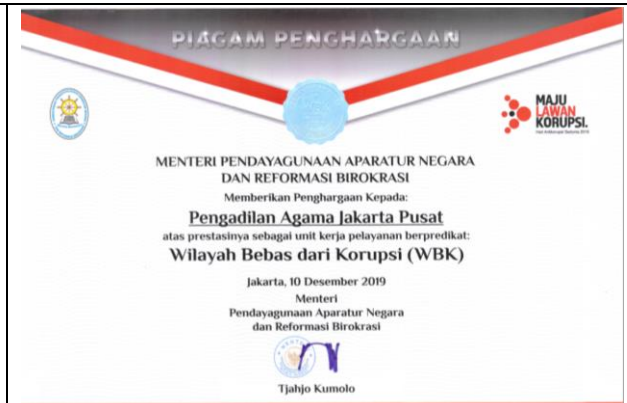 PIAGAM PENGHARGAAN
MAJU
LAWAN
KORUPSI.
MENTERI PENDAYAGUNAAN APARATUR NEGARA
DAN REFORMASI BIROKRASI
Memberikan Penghargaan Kepada:
Pengadilan Agama Jakarta Pusat
atas prestasinya sebagai unit kerja pelayanan berpredikat:
Wilayah Bebas dari Korupsi (WBK)
Jakarta, 10 Desember 2019
Menteri
Pendayagunaan Aparatur Negara
dan Reformasi Birokrasi
Tjahjo Kumolo